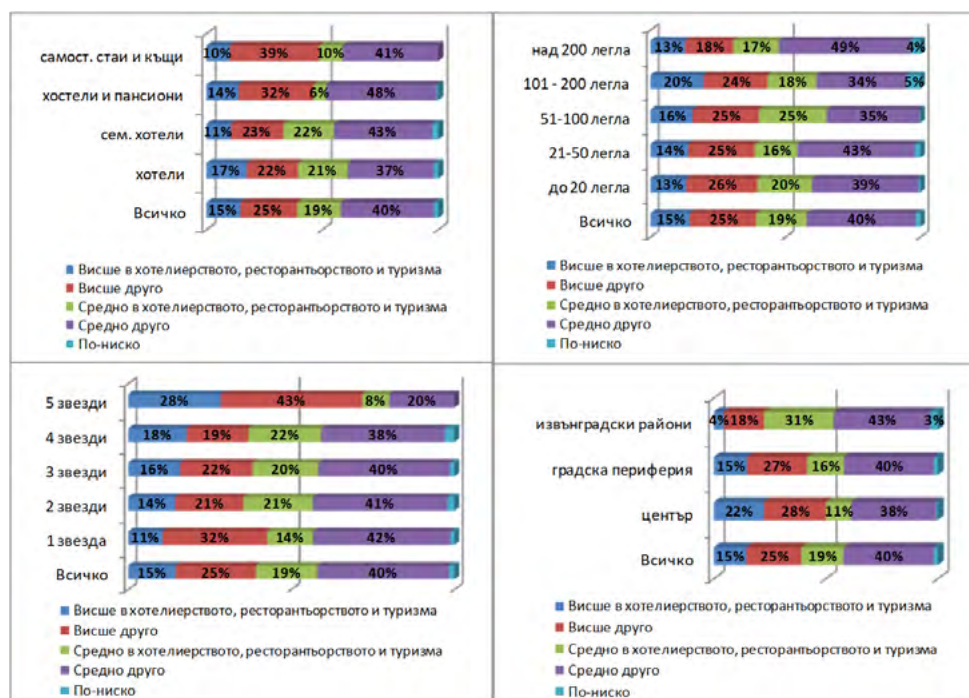 самост. стаи и къщи 10% 39% 10% 41%
хостели и пансиони 14% 32% 6% 48%
сем. хотели 11% 23% 22% 43%
хотели 17% 22% 21% 37%
Всичко 15% 25% 19% 40%
Висше в хотелиерството, ресторантьорството и туризма
Висше друго
Средно в хотелиерството, ресторантьорството и туризма
Средно друго
По-ниско
над 200 легла 13% 18% 17% 49% 4%
101 - 200 легла 20% 24% 18% 34% 5%
51-100 легла 16% 25% 25% 35%
21-50 легла 14% 25% 16% 43%
до 20 легла 13% 26% 20% 39%
Всичко 15% 25% 19% 40%
Висше в хотелиерството, ресторантьорството и туризма
Висше друго
Средно в хотелиерството, ресторантьорството и туризма
Средно друго
По-ниско
5 звезди 28% 43% 8% 20%
4 звезди 18% 19% 22% 38%
3 звезди 16% 22% 20% 40%
2 звезди 14% 21% 21% 41%
1 звезда 11% 32% 14% 42%
Всичко 15% 25% 19% 40%
Висше в хотелиерството, ресторантьорството и туризма
Висше друго
Средно в хотелиерството, ресторантьорството и туризма
Средно друго
По-ниско
извънградски райони 4% 18% 31% 43% 3%
градска периферия 15% 27% 16% 40%
център 22% 28% 11% 38%
Всичко 15% 25% 19% 40%
Висше в хотелиерството, ресторантьорството и туризма
Висше друго
Средно в хотелиерството, ресторантьорството и туризма
Средно друго
По-ниско